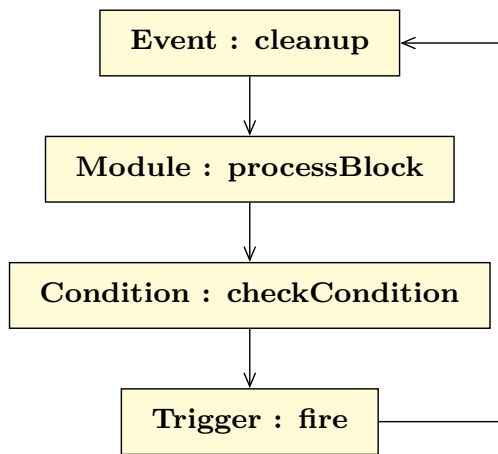 Event : cleanup
Module : processBlock
Condition : checkCondition
Trigger : fire